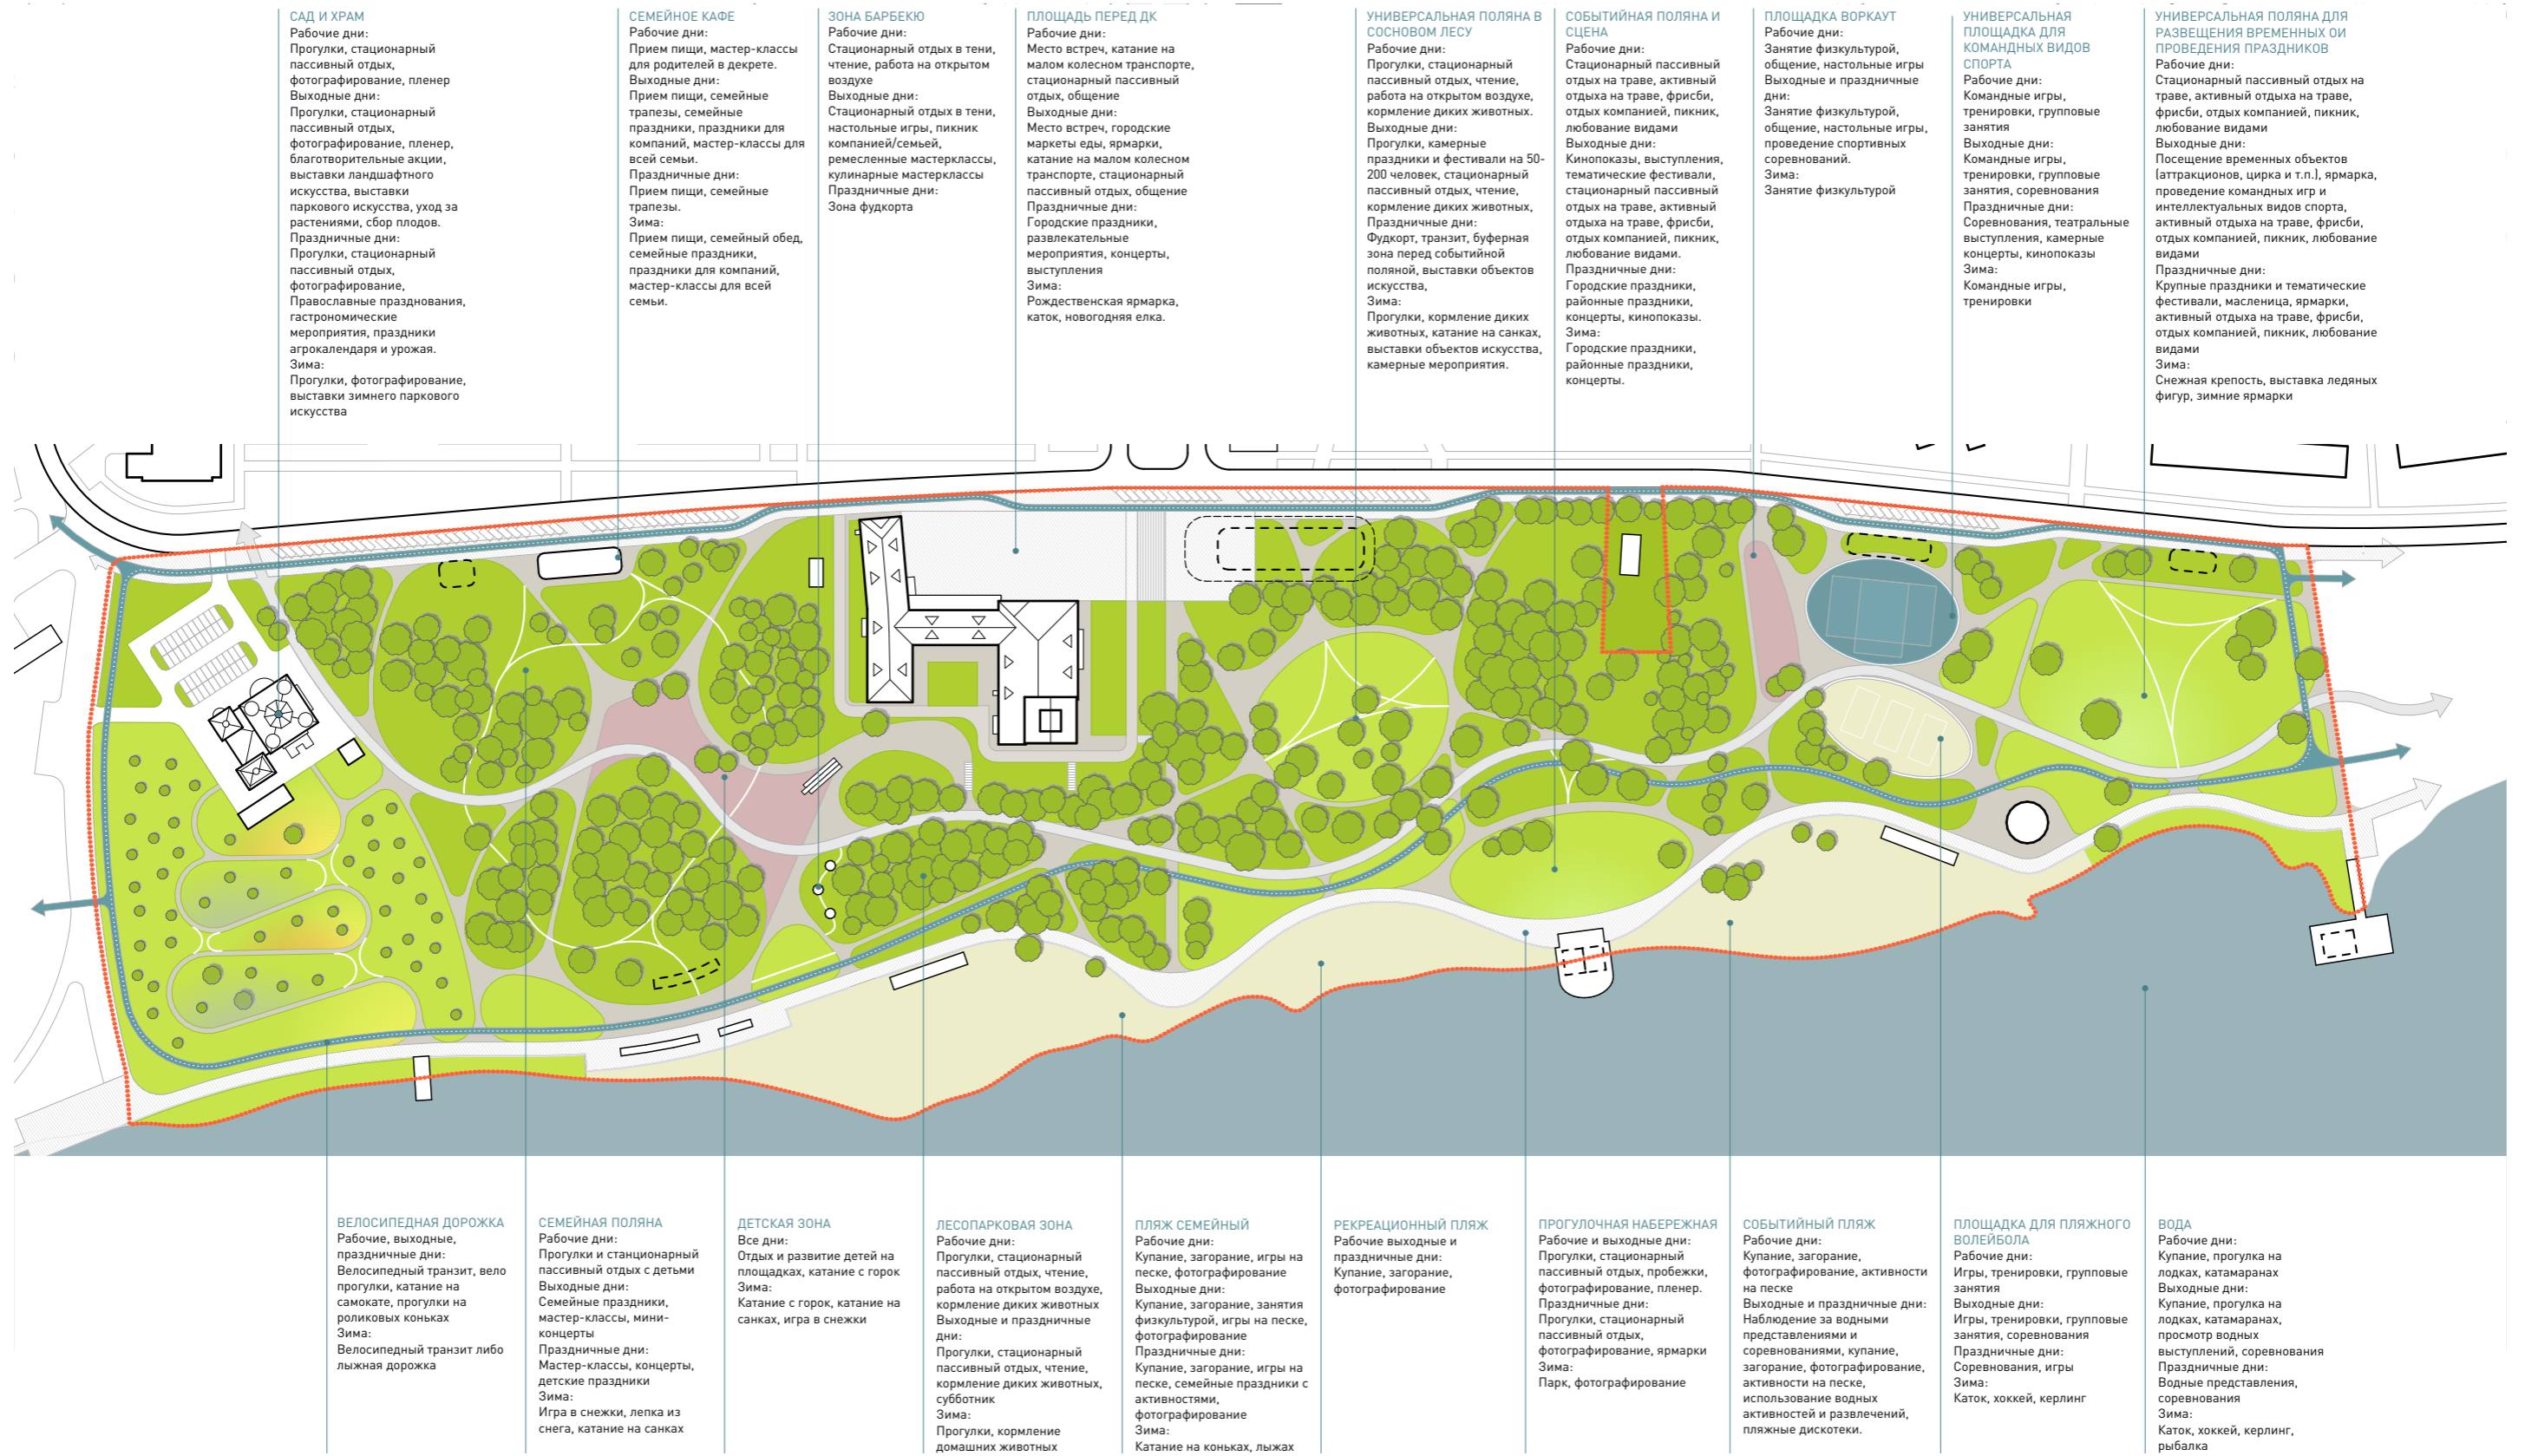 САД И ХРАМ
Рабочие дни:
Прогулки, стационарный
пассивный отдых,
фотографирование, пленер
Выходные дни:
Прогулки, стационарный
пассивный отдых,
фотографирование, пленер,
благотворительные акции,
выставки ландшафтного
искусства, выставки
паркового искусства, уход за
растениями, сбор плодов.
Праздничные дни:
Прогулки, стационарный
пассивный отдых,
фотографирование,
Православные празднования,
гастрономические
мероприятия, праздники
агрокалендаря и урожая.
Зима:
Прогулки, фотографирование,
выставки зимнего паркового
искусства
СЕМЕЙНОЕ КАФЕ
Рабочие дни:
Прием пищи, мастер-классы
для родителей в декрете.
Выходные дни:
Прием пищи, семейные
трапезы, семейные
праздники, праздники для
компаний, мастер-классы для
всей семьи.
Праздничные дни:
Прием пищи, семейные
трапезы.
Зима:
Прием пищи, семейный обед,
семейные праздники,
праздники для компаний,
мастер-классы для всей
семьи.
ЗОНА БАРБЕКЮ
Рабочие дни:
Стационарный отдых в тени,
чтение, работа на открытом
воздухе
Выходные дни:
Стационарный отдых в тени,
настольные игры, пикник
компанией/семьей,
ремесленные мастерклассы,
кулинарные мастерклассы
Праздничные дни:
Зона фудкорта
ПЛОЩАДЬ ПЕРЕД ДК
Рабочие дни:
Место встреч, катание на
малом колесном транспорте,
стационарный пассивный
отдых, общение
Выходные дни:
Место встреч, городские
маркеты еды, ярмарки,
катание на малом колесном
транспорте, стационарный
пассивный отдых, общение
Праздничные дни:
Городские праздники,
развлекательные
мероприятия, концерты,
выступления
Зима:
Рождественская ярмарка,
каток, новогодняя елка.
УНИВЕРСАЛЬНАЯ ПОЛЯНА В
СОСНОВОМ ЛЕСУ
Рабочие дни:
Прогулки, стационарный
пассивный отдых, чтение,
работа на открытом воздухе,
кормление диких животных.
Выходные дни:
Прогулки, камерные
праздники и фестивали на 50-
200 человек, стационарный
пассивный отдых, чтение,
кормление диких животных,
Праздничные дни:
Фудкорт, транзит, буферная
зона перед событийной
поляной, выставки объектов
искусства,
Зима:
Прогулки, кормление диких
животных, катание на санках,
выставки объектов искусства,
камерные мероприятия.
СОБЫТИЙНАЯ ПОЛЯНА И
СЦЕНА
Рабочие дни:
Стационарный пассивный
отдых на траве, активный
отдыха на траве, фрисби,
отдых компанией, пикник,
любование видами
Выходные дни:
Кинопоказы, выступления,
тематические фестивали,
стационарный пассивный
отдых на траве, активный
отдыха на траве, фрисби,
отдых компанией, пикник,
любование видами.
Праздничные дни:
Городские праздники,
районные праздники,
концерты, кинопоказы.
Зима:
Городские праздники,
районные праздники,
концерты.
ПЛОЩАДКА ВОРКАУТ
Рабочие дни:
Занятие физкультурой,
общение, настольные игры
Выходные и праздничные
дни:
Занятие физкультурой,
общение, настольные игры,
проведение спортивных
соревнований.
Зима:
Занятие физкультурой
УНИВЕРСАЛЬНАЯ
ПЛОЩАДКА ДЛЯ
КОМАНДНЫХ ВИДОВ
СПОРТА
Рабочие дни:
Командные игры,
тренировки, групповые
занятия
Выходные дни:
Командные игры,
тренировки, групповые
занятия, соревнования
Праздничные дни:
Соревнования, театральные
выступления, камерные
концерты, кинопоказы
Зима:
Командные игры,
тренировки
УНИВЕРСАЛЬНАЯ ПОЛЯНА ДЛЯ
РАЗВЕЩЕНИЯ ВРЕМЕННЫХ ОИ
ПРОВЕДЕНИЯ ПРАЗДНИКОВ
Рабочие дни:
Стационарный пассивный отдых на
траве, активный отдыха на траве,
фрисби, отдых компанией, пикник,
любование видами
Выходные дни:
Посещение временных объектов
(аттракционов, цирка и т.п.), ярмарка,
проведение командных игр и
интеллектуальных видов спорта,
активный отдыха на траве, фрисби,
отдых компанией, пикник, любование
видами
Праздничные дни:
Крупные праздники и тематические
фестивали, масленица, ярмарки,
активный отдыха на траве, фрисби,
отдых компанией, пикник, любование
видами
Зима:
Снежная крепость, выставка ледяных
фигур, зимние ярмарки
ВЕЛОСИПЕДНАЯ ДОРОЖКА
Рабочие, выходные,
праздничные дни:
Велосипедный транзит, вело
прогулки, катание на
самокате, прогулки на
роликовых коньках
Зима:
Велосипедный транзит либо
лыжная дорожка
СЕМЕЙНАЯ ПОЛЯНА
Рабочие дни:
Прогулки и станционарный
пассивный отдых с детьми
Выходные дни:
Семейные праздники,
мастер-классы, мини-
концерты
Праздничные дни:
Мастер-классы, концерты,
детские праздники
Зима:
Игра в снежки, лепка из
снега, катание на санках
ДЕТСКАЯ ЗОНА
Все дни:
Отдых и развитие детей на
площадках, катание с горок
Зима:
Катание с горок, катание на
санках, игра в снежки
ЛЕСОПАРКОВАЯ ЗОНА
Рабочие дни:
Прогулки, стационарный
пассивный отдых, чтение,
работа на открытом воздухе,
кормление диких животных
Выходные и праздничные
дни:
Прогулки, стационарный
пассивный отдых, чтение,
кормление диких животных,
субботник
Зима:
Прогулки, кормление
домашних животных
ПЛЯЖ СЕМЕЙНЫЙ
Рабочие дни:
Купание, загорание, игры на
песке, фотографирование
Выходные дни:
Купание, загорание, занятия
физкультурой, игры на песке,
фотографирование
Праздничные дни:
Купание, загорание, игры на
песке, семейные праздники с
активностями,
фотографирование
Зима:
Катание на коньках, лыжах
РЕКРЕАЦИОННЫЙ ПЛЯЖ
Рабочие выходные и
праздничные дни:
Купание, загорание,
фотографирование
ПРОГУЛОЧНАЯ НАБЕРЕЖНАЯ
Рабочие и выходные дни:
Прогулки, стационарный
пассивный отдых, пробежки,
фотографирование, пленер.
Праздничные дни:
Прогулки, стационарный
пассивный отдых,
фотографирование, ярмарки
Зима:
Парк, фотографирование
СОБЫТИЙНЫЙ ПЛЯЖ
Рабочие дни:
Купание, загорание,
фотографирование, активности
на песке
Выходные и праздничные дни:
Наблюдение за водными
представлениями и
соревнованиями, купание,
загорание, фотографирование,
активности на песке,
использование водных
активностей и развлечений,
пляжные дискотеки.
ПЛОЩАДКА ДЛЯ ПЛЯЖНОГО
ВОЛЕЙБОЛА
Рабочие дни:
Игры, тренировки, групповые
занятия
Выходные дни:
Игры, тренировки, групповые
занятия, соревнования
Праздничные дни:
Соревнования, игры
Зима:
Каток, хоккей, керлинг
ВОДА
Рабочие дни:
Купание, прогулка на
лодках, катамаранах
Выходные дни:
Купание, прогулка на
лодках, катамаранах,
просмотр водных
выступлений, соревнования
Праздничные дни:
Водные представления,
соревнования
Зима:
Каток, хоккей, керлинг,
рыбалка